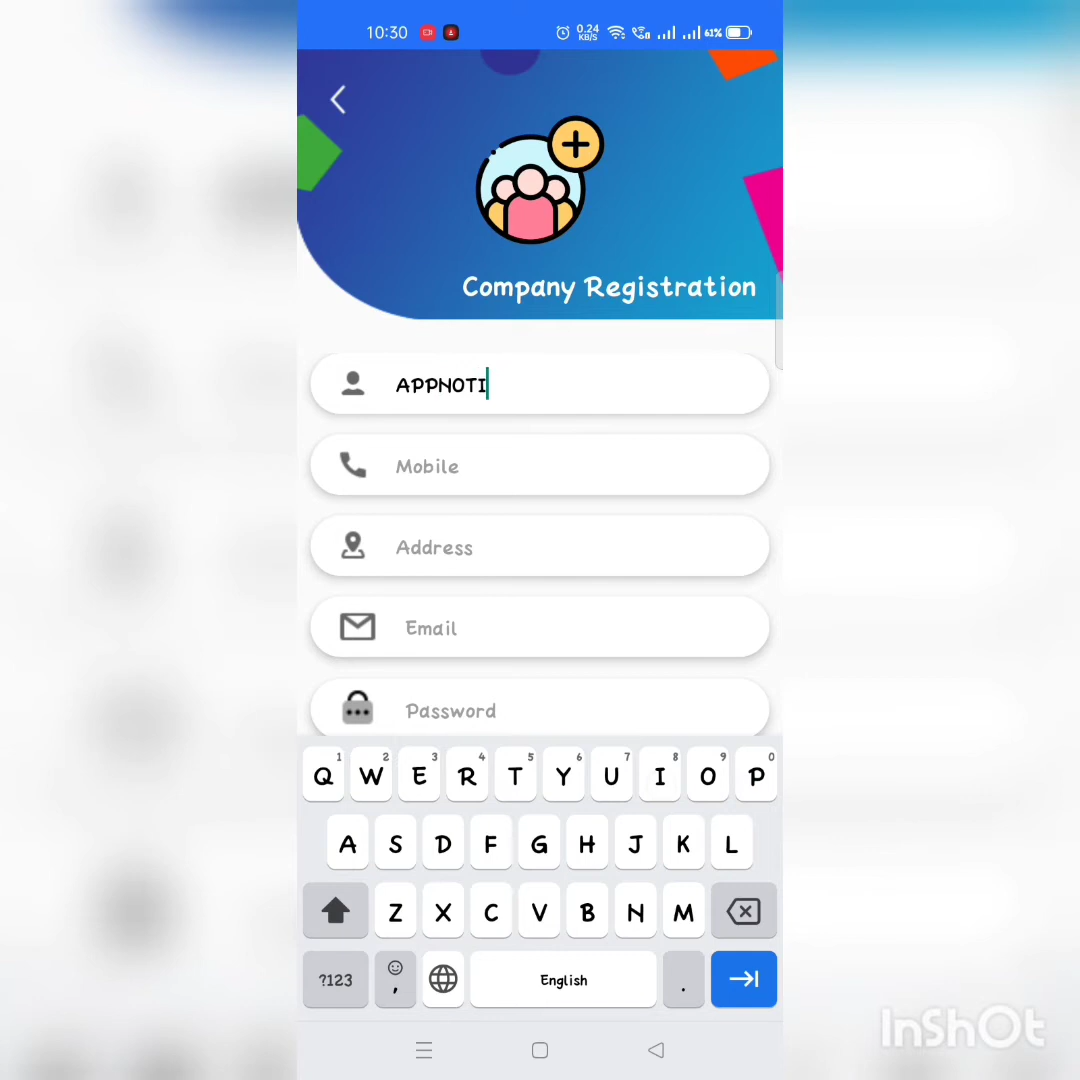 10:30 0.24 KB/S 61%
Company Registration
APPNOTI
Mobile
Address
Email
Password
1 2 3 4 5 6 7 8 9 0
Q W E R T Y U I O P
A S D F G H J K L
Z X C V B N M
?123 , English .
InShOt